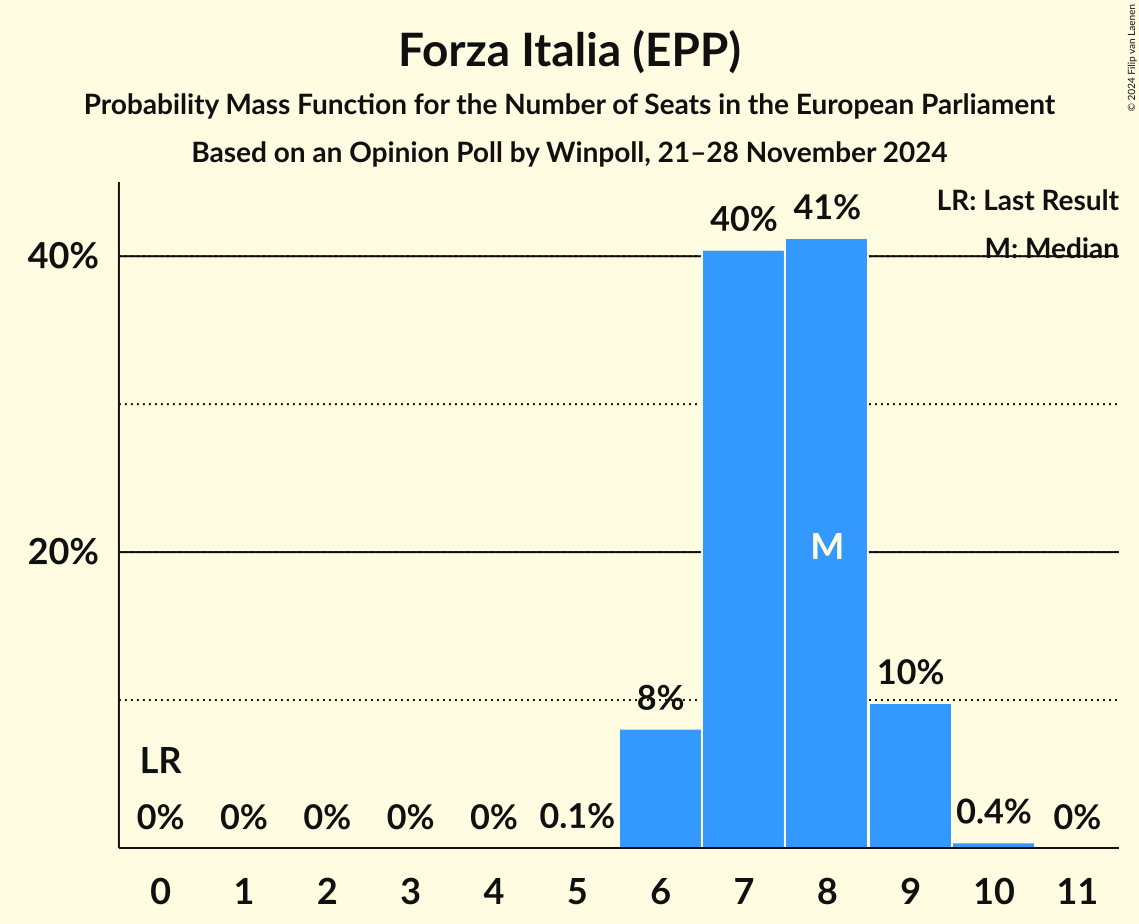 Forza Italia (EPP)
Probability Mass Function for the Number of Seats in the European Parliament
Based on an Opinion Poll by Winpoll, 21–28 November 2024
© 2024 Filip van Laenen
LR: Last Result
M: Median
40%
20%
40%
41%
M
10%
8%
LR
0%
0%
0%
0%
0%
0.1%
0.4%
0%
0 1 2 3 4 5 6 7 8 9 10 11